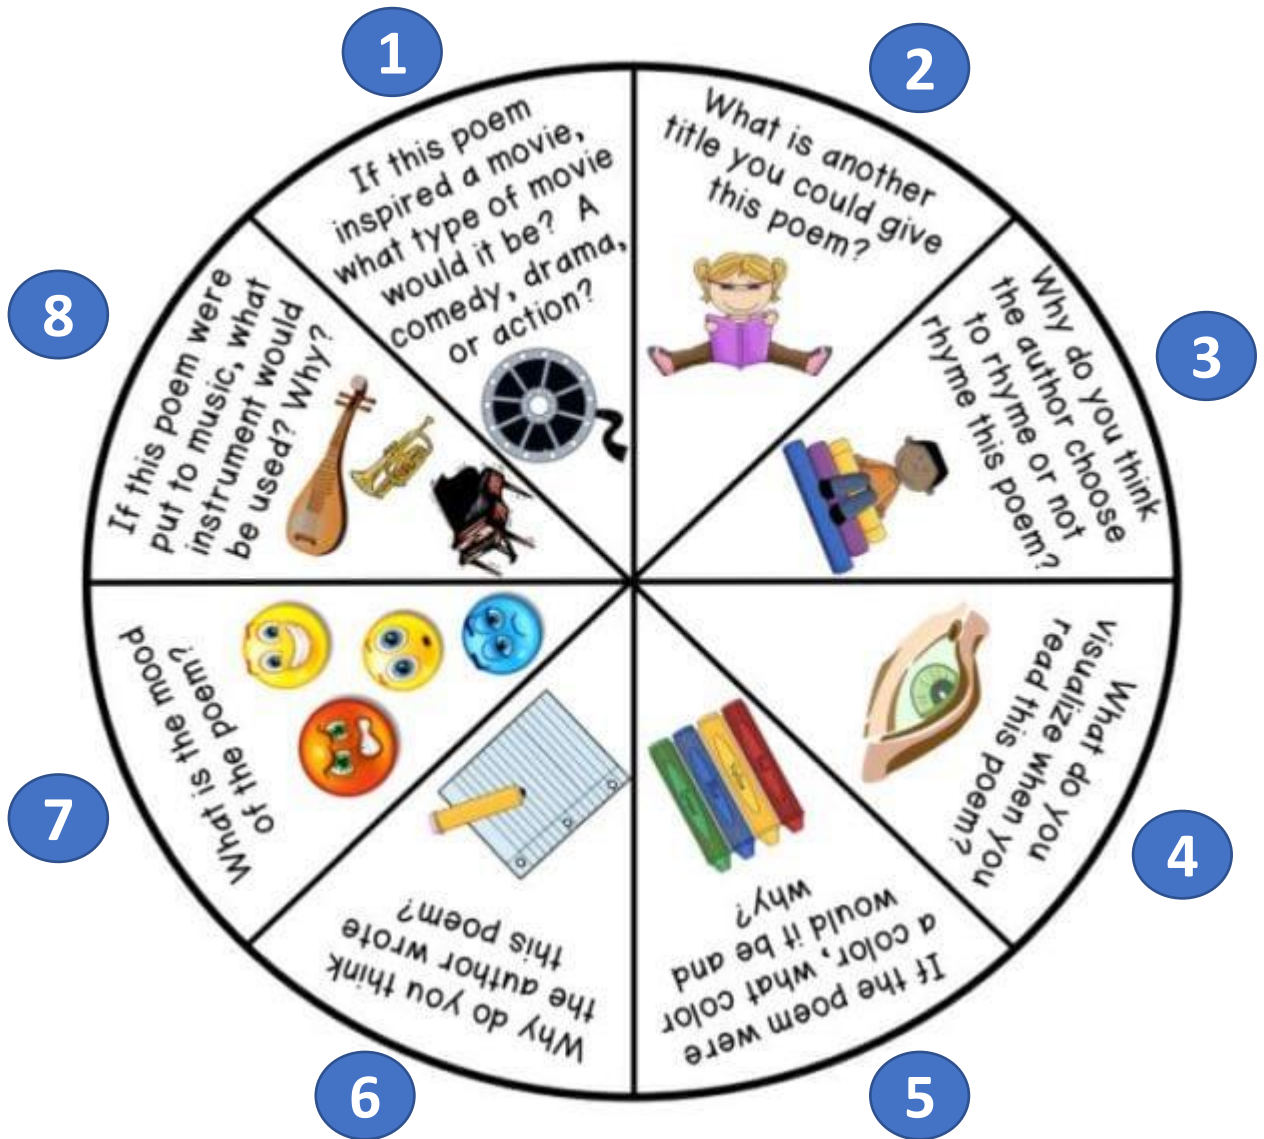 1
If this poem
inspired a movie,
what type of movie
would it be? A
comedy, drama,
or action?
2
What is another
title you could give
this poem?
3
Why do you think
the author choose
to rhyme or not
rhyme this poem?
4
What do you
visualize when you
read this poem?
5
If the poem were
a color, what color
would it be and
why?
6
Why do you think
the author wrote
this poem?
7
What is the mood
of the poem?
8
If this poem were
put to music, what
instrument would
be used? Why?